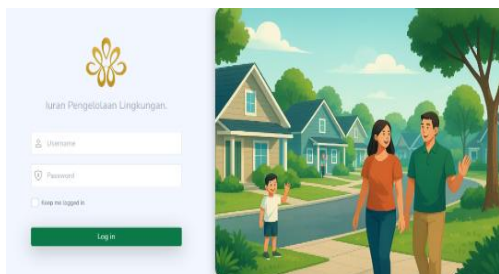 Iuran Pengelolaan Lingkungan.
Username
Password
Keep me logged in
Log in